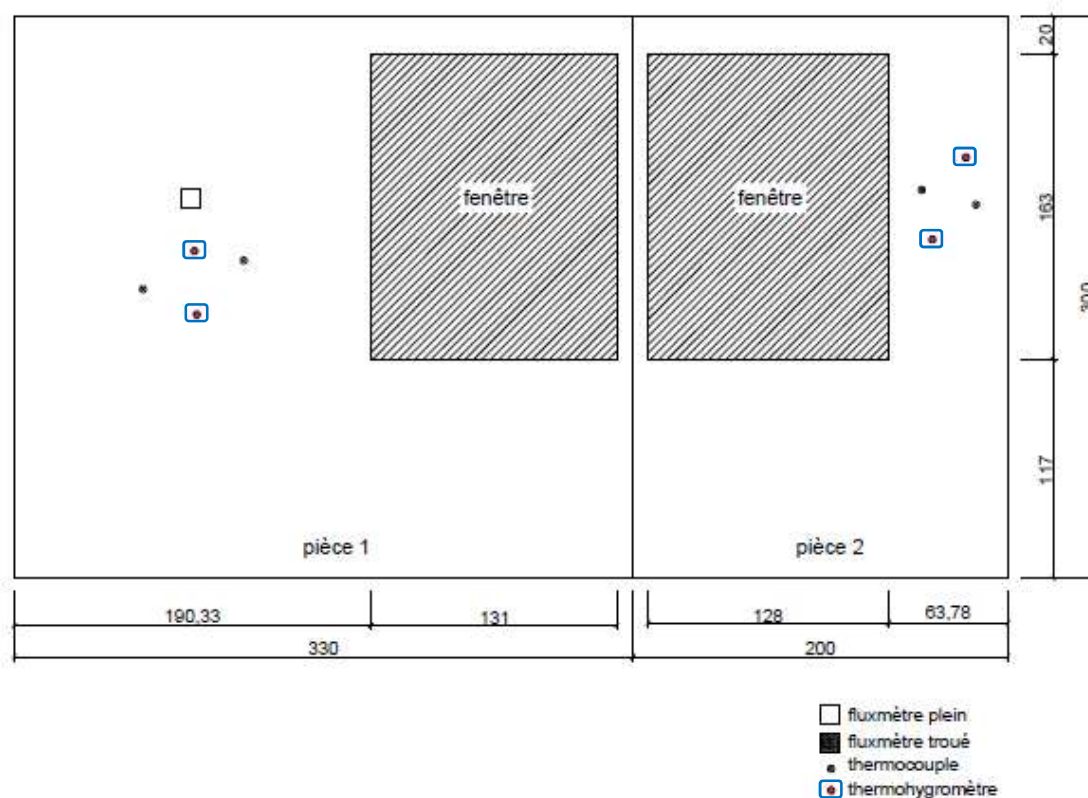 20
fenêtre
fenêtre
163
300
117
pièce 1
pièce 2
190,33
131
128
63,78
330
200
fluxmètre plein
fluxmètre troué
thermocouple
thermohygromètre